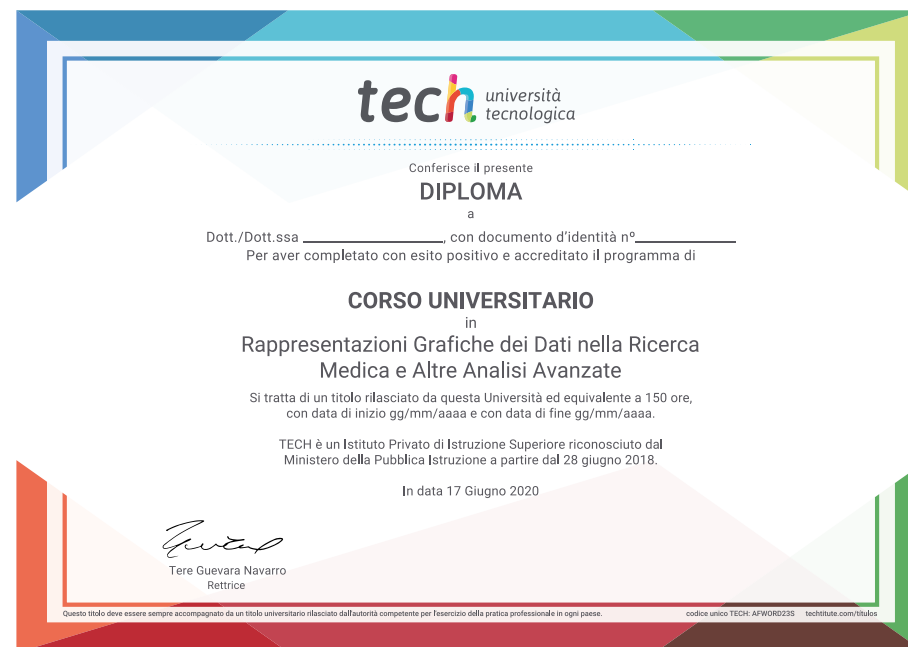 tech università
tecnologica
Conferisce il presente
DIPLOMA
a
Dott./Dott.ssa ________________, con documento d'identità nº____________
Per aver completato con esito positivo e accreditato il programma di
CORSO UNIVERSITARIO
in
Rappresentazioni Grafiche dei Dati nella Ricerca
Medica e Altre Analisi Avanzate
Si tratta di un titolo rilasciato da questa Università ed equivalente a 150 ore,
con data di inizio gg/mm/aaaa e con data di fine gg/mm/aaaa.
TECH è un Istituto Privato di Istruzione Superiore riconosciuto dal
Ministero della Pubblica Istruzione a partire dal 28 giugno 2018.
In data 17 Giugno 2020
Tere Guevara Navarro
Rettrice
Questo titolo deve essere sempre accompagnato da un titolo universitario rilasciato dall'autorità competente per l'esercizio della pratica professionale in ogni paese. codice unico TECH: AFWORD23S techtitute.com/titulos